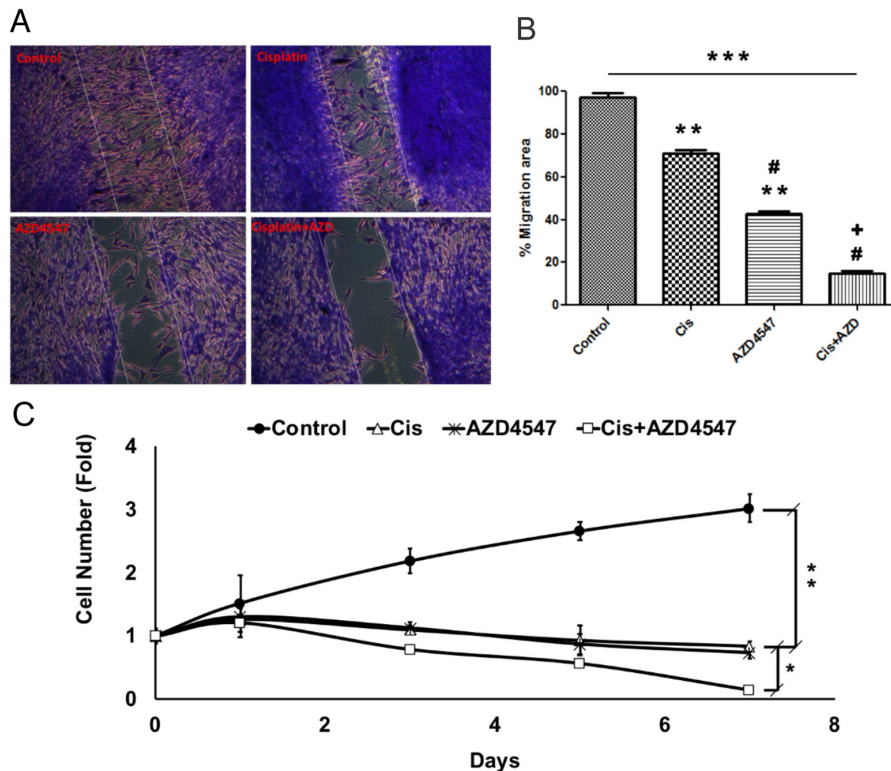 A
Control
Cisplatin
AZD4547
Cisplatin+AZD
B
***
% Migration area
100
80
60
40
20
0
**
#
**
+
#
Control
Cis
AZD4547
Cis+AZD
C
Control Cis AZD4547 Cis+AZD4547
Cell Number (Fold)
4
3
2
1
0
**
*
0 2 4 6 8
Days